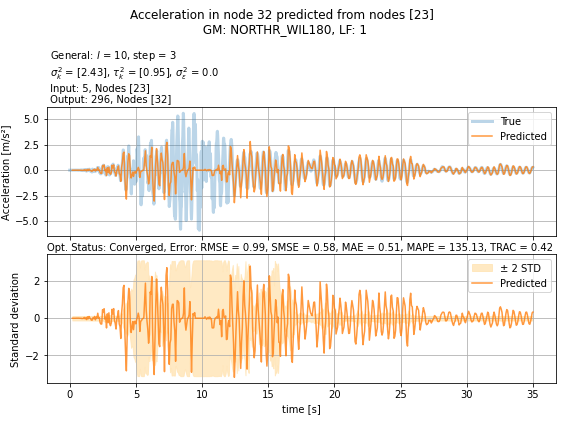 Acceleration in node 32 predicted from nodes [23]
GM: NORTHR_WIL180, LF: 1
General: l = 10, step = 3
σ²ₖ = [2.43], τ²ₖ = [0.95], σ²ε = 0.0
Input: 5, Nodes [23]
Output: 296, Nodes [32]
Acceleration [m/s²]
5.0
2.5
0.0
−2.5
−5.0
True
Predicted
Opt. Status: Converged, Error: RMSE = 0.99, SMSE = 0.58, MAE = 0.51, MAPE = 135.13, TRAC = 0.42
Standard deviation
2
0
−2
± 2 STD
Predicted
0 5 10 15 20 25 30 35
time [s]